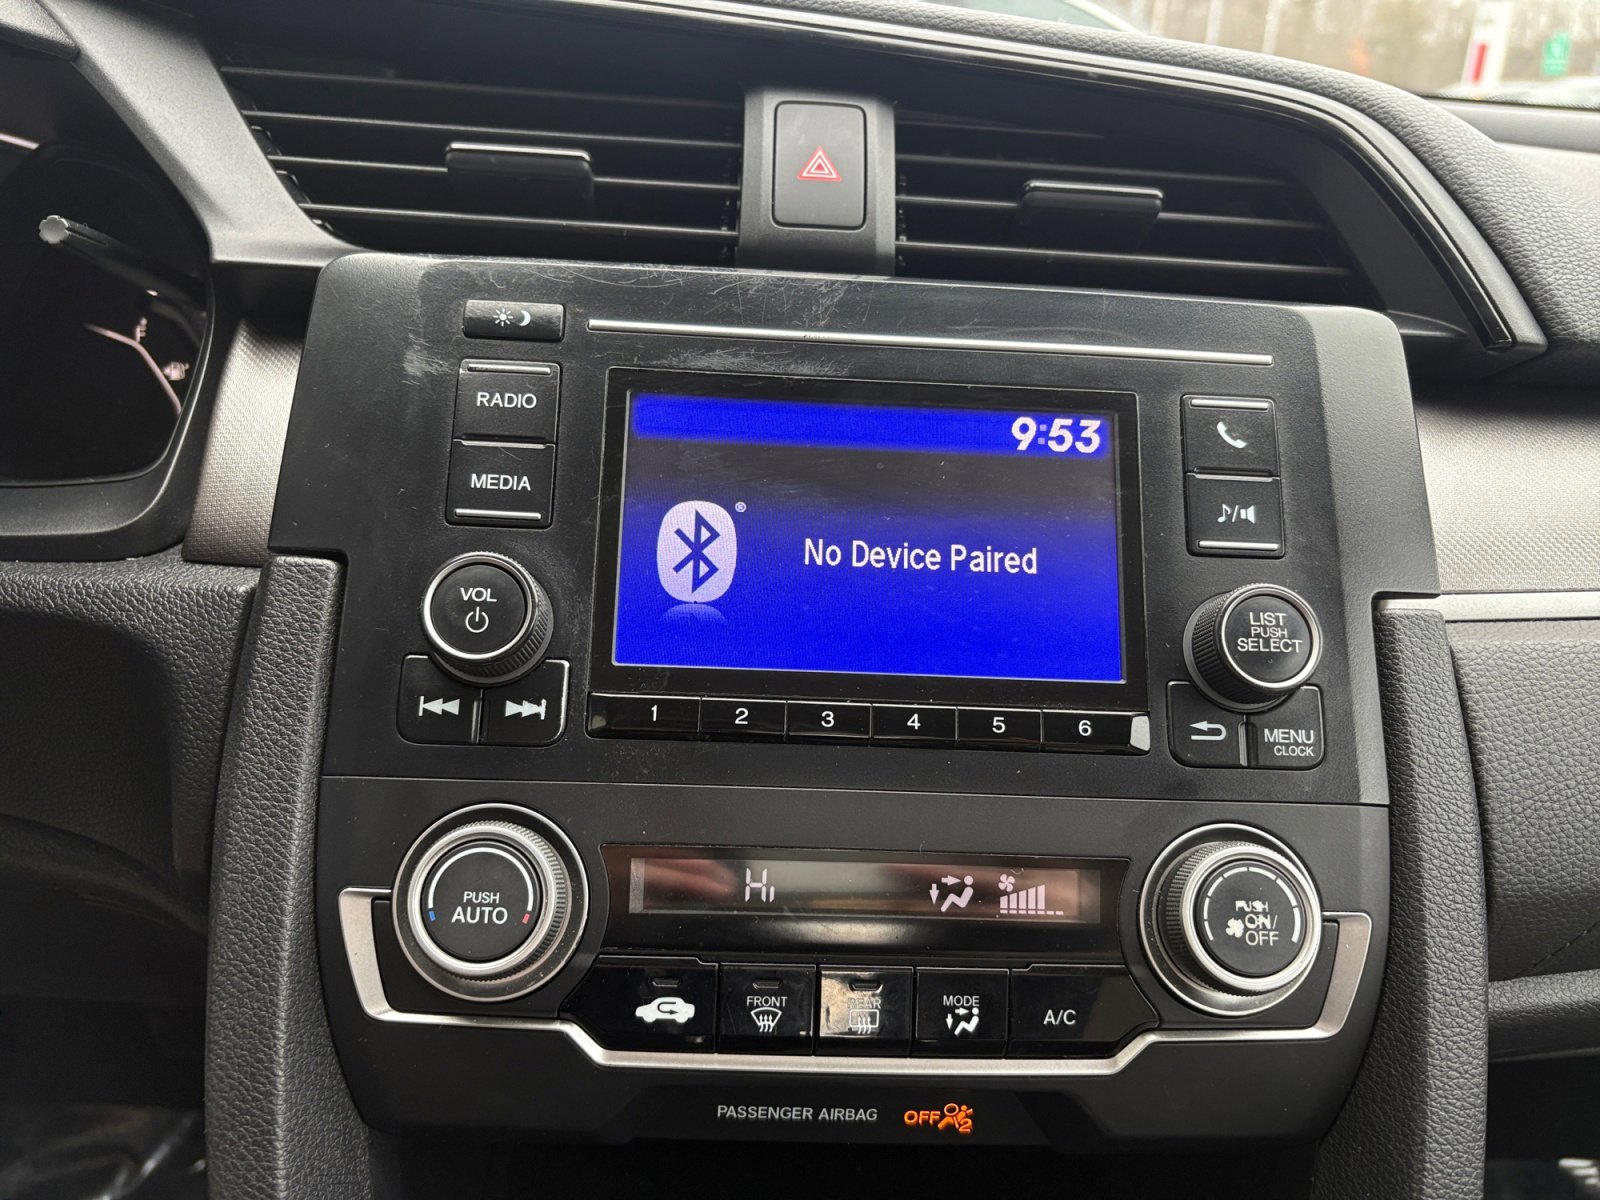 RADIO
MEDIA
9:53
®
No Device Paired
VOL
LIST
PUSH
SELECT
1 2 3 4 5 6
MENU
CLOCK
PUSH
AUTO
Hi
PUSH
ON/
OFF
FRONT
REAR
MODE
A/C
PASSENGER AIRBAG OFF 2